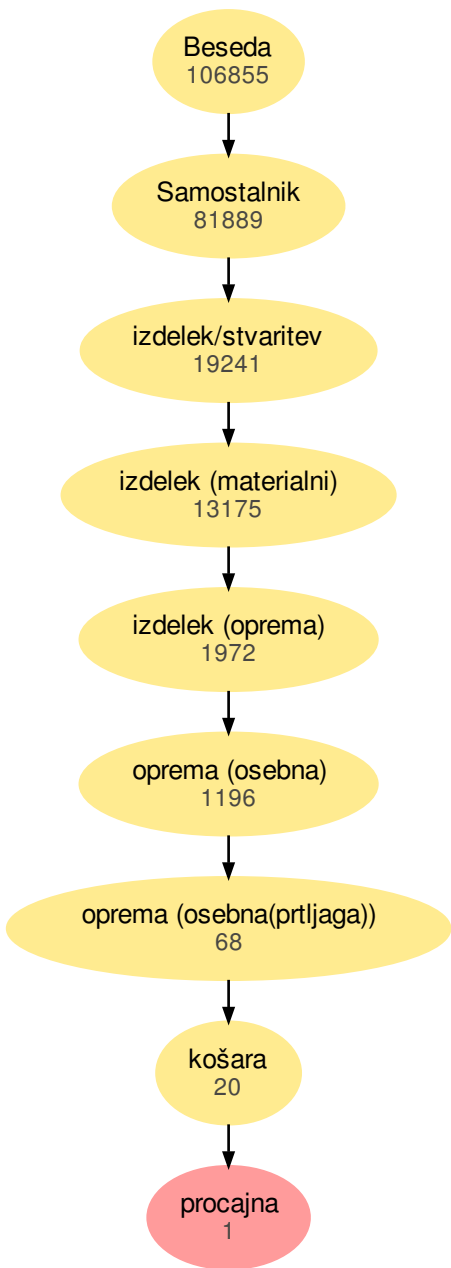 Beseda
106855
Samostalnik
81889
izdelek/stvaritev
19241
izdelek (materialni)
13175
izdelek (oprema)
1972
oprema (osebna)
1196
oprema (osebna(prtljaga))
68
košara
20
procajna
1